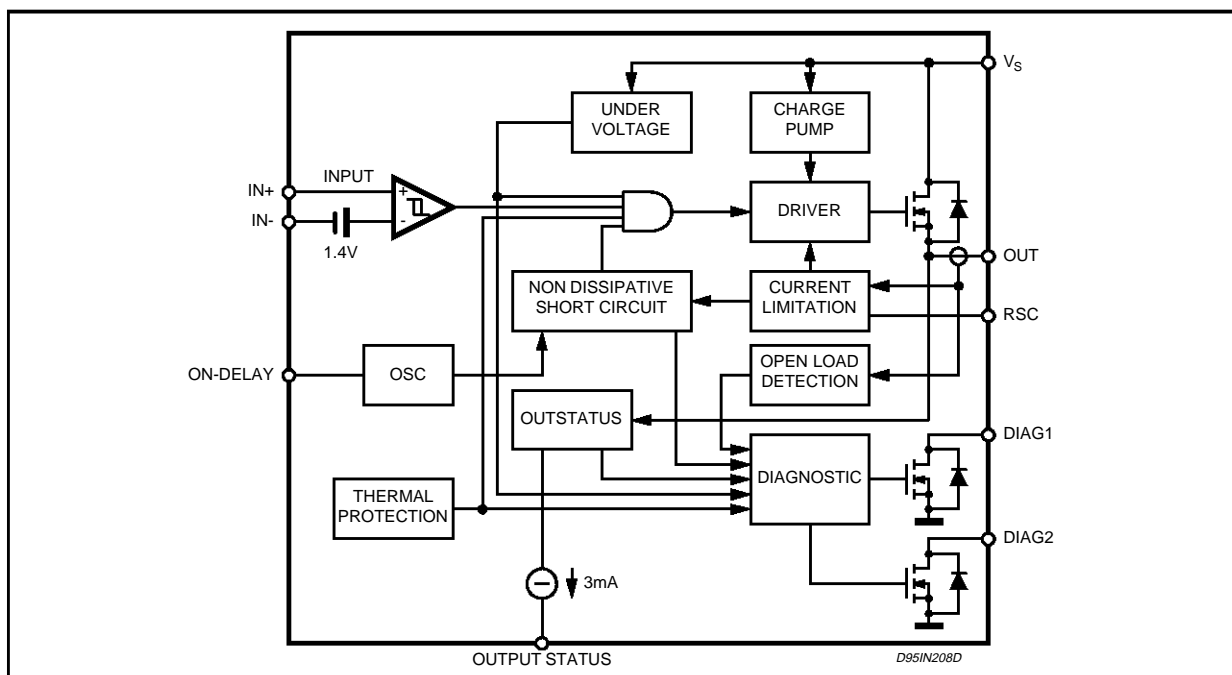 V_S
UNDER
VOLTAGE
CHARGE
PUMP
IN+
INPUT
+
DRIVER
IN-
-
1.4V
OUT
NON DISSIPATIVE
SHORT CIRCUIT
CURRENT
LIMITATION
RSC
ON-DELAY
OSC
OPEN LOAD
DETECTION
OUTSTATUS
DIAG1
DIAGNOSTIC
THERMAL
PROTECTION
DIAG2
3mA
OUTPUT STATUS
D95IN208D